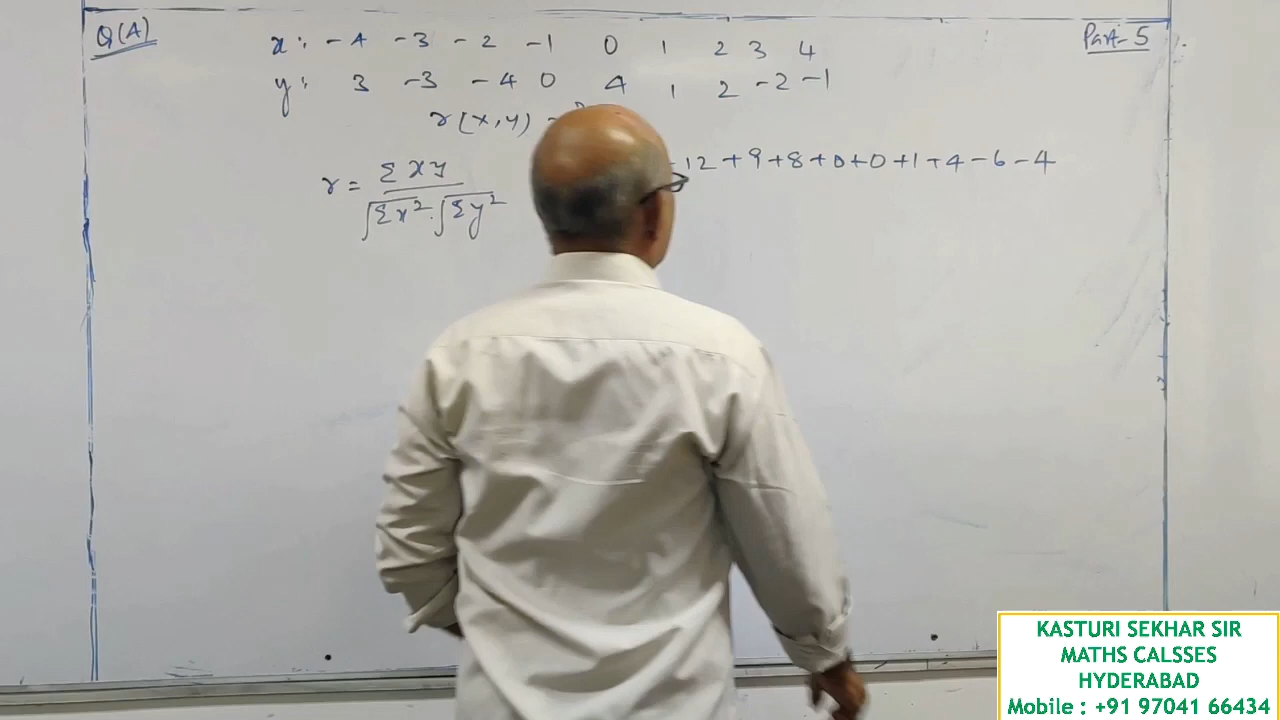 Q(A)
Part-5
x: -4 -3 -2 -1 0 1 2 3 4
y: 3 -3 -4 0 4 1 2 -2 -1
r(x,y) =
r = Σxy / √Σx² . √Σy²
-12+9+8+0+0+1+4-6-4
KASTURI SEKHAR SIR
MATHS CALSSES
HYDERABAD
Mobile : +91 97041 66434